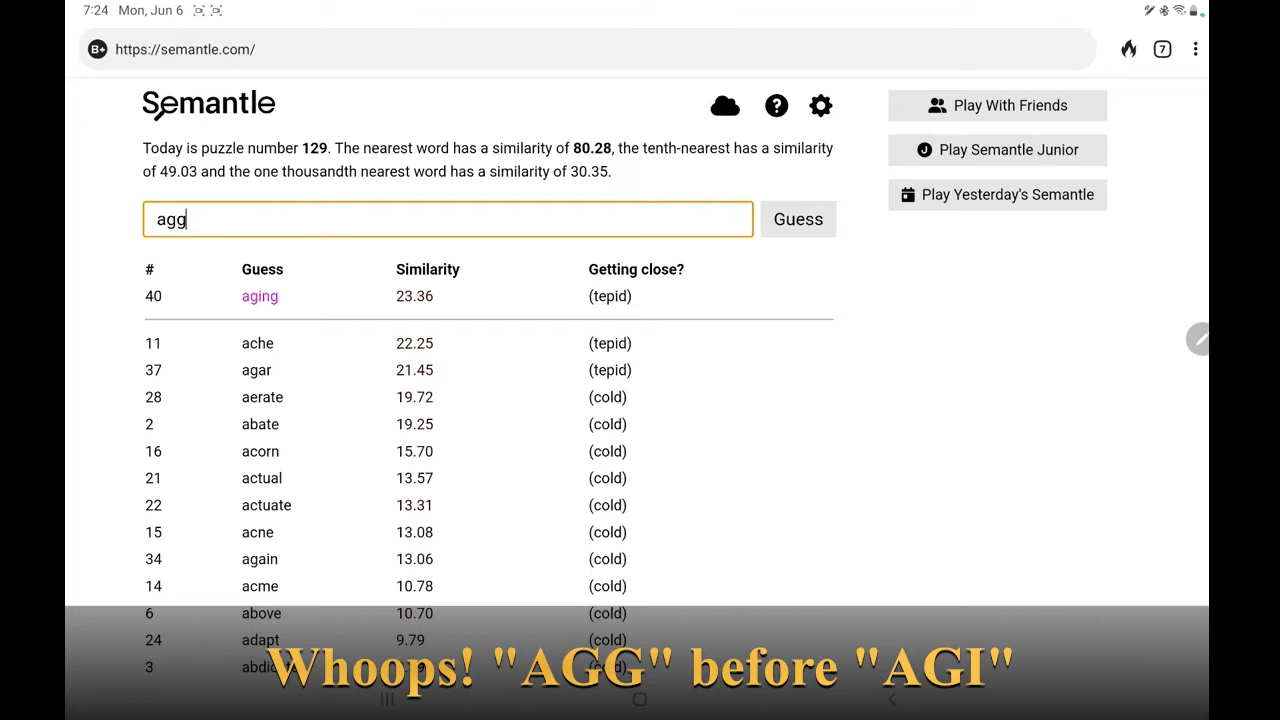 7:24 Mon, Jun 6
B+ https://semantle.com/ 7
Semantle
Play With Friends
Today is puzzle number 129. The nearest word has a similarity of 80.28, the tenth-nearest has a similarity
of 49.03 and the one thousandth nearest word has a similarity of 30.35.
J Play Semantle Junior
Play Yesterday's Semantle
agg Guess
# Guess Similarity Getting close?
40 aging 23.36 (tepid)
11 ache 22.25 (tepid)
37 agar 21.45 (tepid)
28 aerate 19.72 (cold)
2 abate 19.25 (cold)
16 acorn 15.70 (cold)
21 actual 13.57 (cold)
22 actuate 13.31 (cold)
15 acne 13.08 (cold)
34 again 13.06 (cold)
14 acme 10.78 (cold)
6 above 10.70 (cold)
24 adapt 9.79 (cold)
3
Whoops! "AGG" before "AGI"